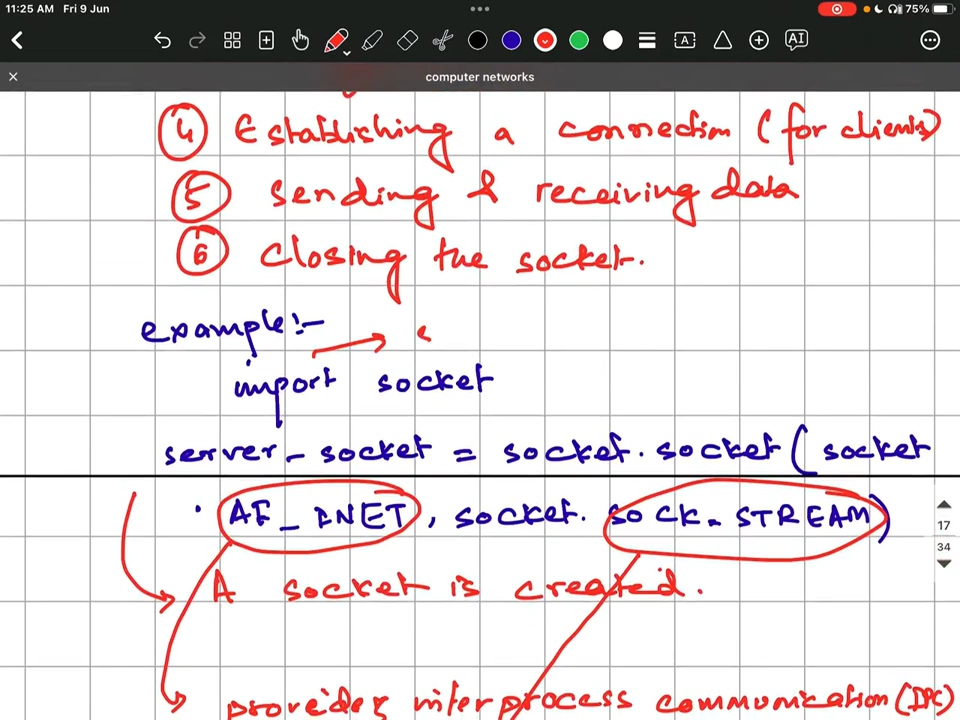 11:25 AM Fri 9 Jun
75%
AI
computer networks
4 Establishing a connection (for clients)
5 Sending & receiving data
6 Closing the socket.
example:-
import socket
server_socket = socket.socket(socket
.AF_INET, socket.SOCK_STREAM)
17
34
A socket is created.
provides interprocess communication (IPC)